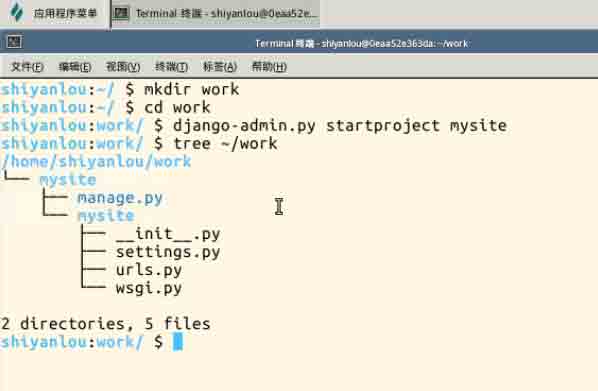 应用程序菜单 Terminal 终端 - shiyanlou@0eaa52e...
Terminal 终端 - shiyanlou@0eaa52e363da: ~/work
文件(F) 编辑(E) 视图(V) 终端(T) 标签(A) 帮助(H)
shiyanlou:~/ $ mkdir work
shiyanlou:~/ $ cd work
shiyanlou:work/ $ django-admin.py startproject mysite
shiyanlou:work/ $ tree ~/work
/home/shiyanlou/work
└── mysite
    ├── manage.py
    └── mysite
        ├── __init__.py
        ├── settings.py
        ├── urls.py
        └── wsgi.py
2 directories, 5 files
shiyanlou:work/ $